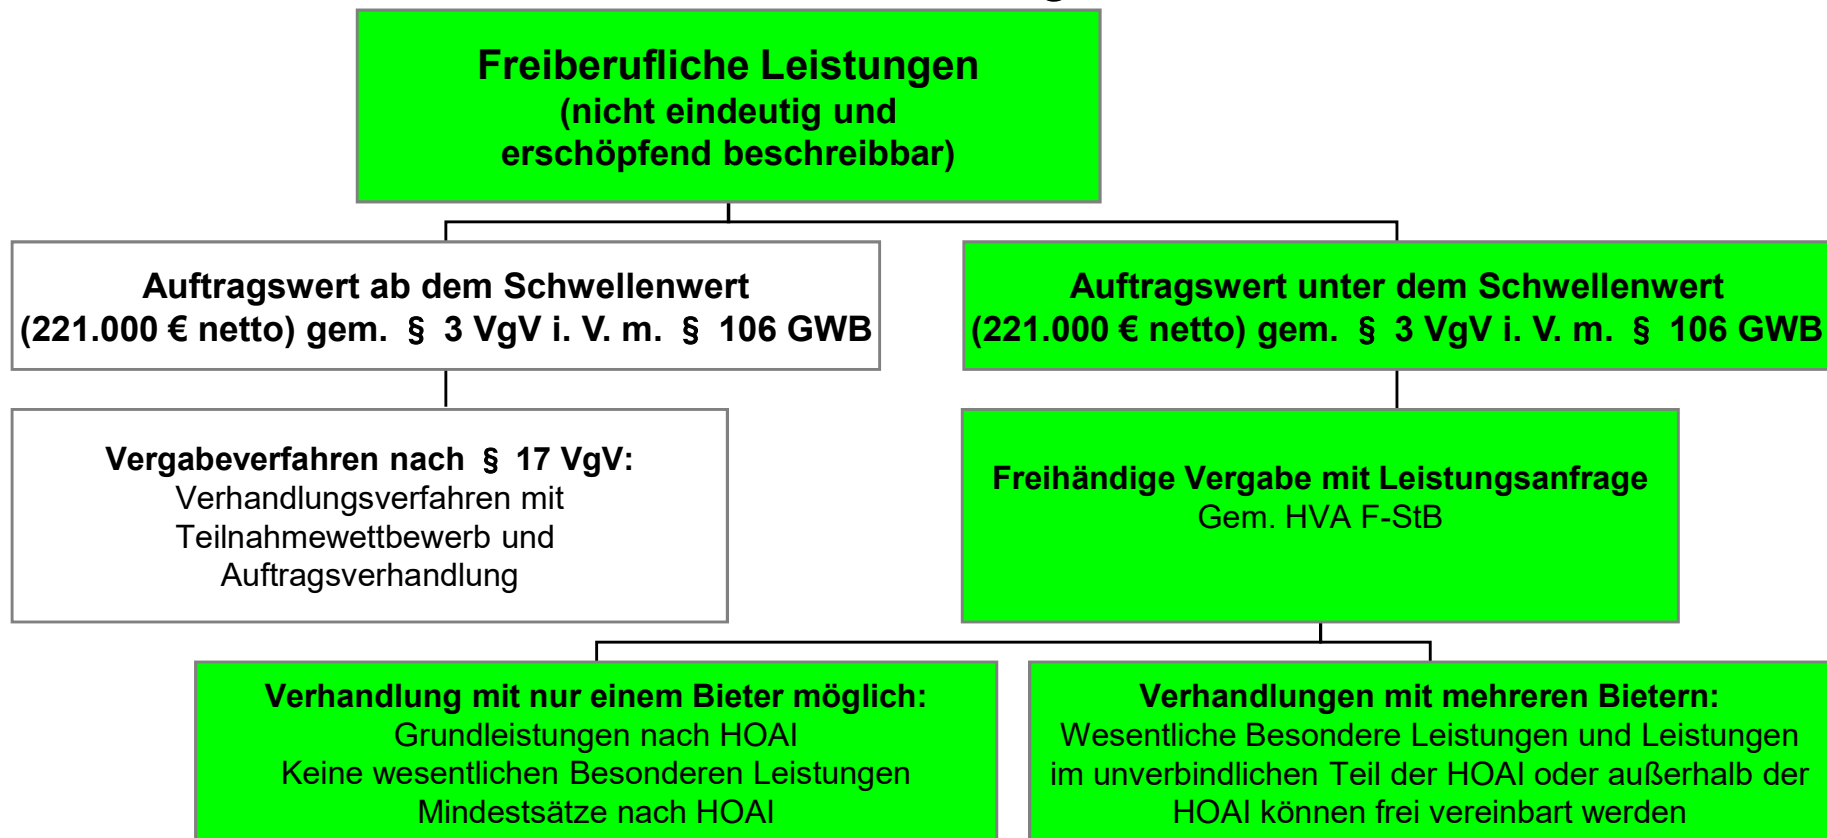 Freiberufliche Leistungen
(nicht eindeutig und
erschöpfend beschreibbar)
Auftragswert ab dem Schwellenwert
(221.000 € netto) gem. § 3 VgV i. V. m. § 106 GWB
Auftragswert unter dem Schwellenwert
(221.000 € netto) gem. § 3 VgV i. V. m. § 106 GWB
Vergabeverfahren nach § 17 VgV:
Verhandlungsverfahren mit
Teilnahmewettbewerb und
Auftragsverhandlung
Freihändige Vergabe mit Leistungsanfrage
Gem. HVA F-StB
Verhandlung mit nur einem Bieter möglich:
Grundleistungen nach HOAI
Keine wesentlichen Besonderen Leistungen
Mindestsätze nach HOAI
Verhandlungen mit mehreren Bietern:
Wesentliche Besondere Leistungen und Leistungen
im unverbindlichen Teil der HOAI oder außerhalb der
HOAI können frei vereinbart werden